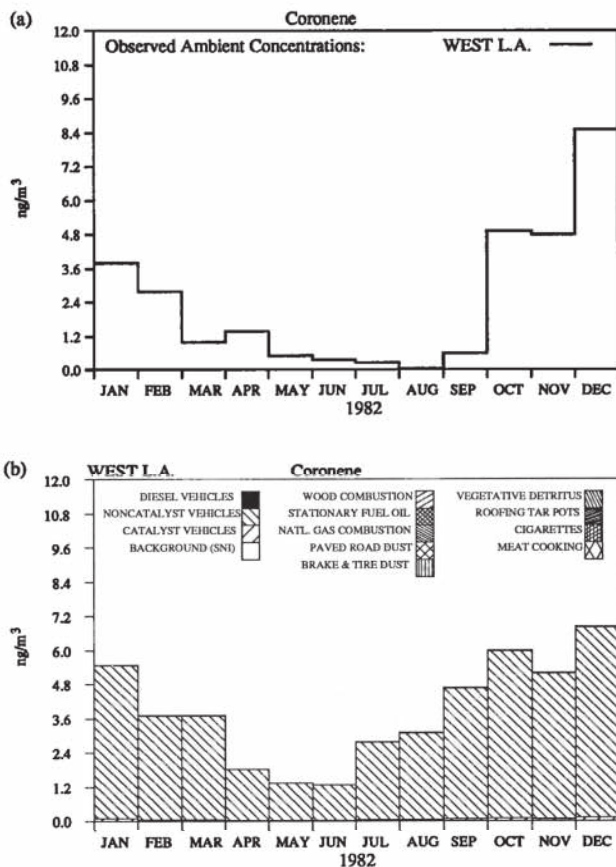 (a)
Coronene
12.0
Observed Ambient Concentrations: WEST L.A.
10.8
9.6
8.4
7.2
6.0
4.8
3.6
2.4
1.2
0.0
ng/m³
JAN FEB MAR APR MAY JUN JUL AUG SEP OCT NOV DEC
1982
(b)
WEST L.A. Coronene
12.0
DIESEL VEHICLES WOOD COMBUSTION VEGETATIVE DETRITUS
NONCATALYST VEHICLES STATIONARY FUEL OIL ROOFING TAR POTS
CATALYST VEHICLES NATL. GAS COMBUSTION CIGARETTES
BACKGROUND (SNI) PAVED ROAD DUST MEAT COOKING
BRAKE & TIRE DUST
10.8
9.6
8.4
7.2
6.0
4.8
3.6
2.4
1.2
0.0
ng/m³
JAN FEB MAR APR MAY JUN JUL AUG SEP OCT NOV DEC
1982